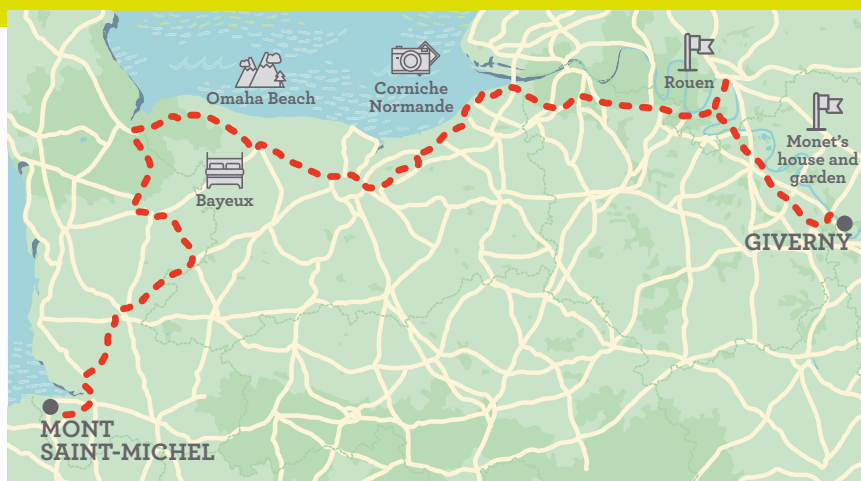 Omaha Beach
Corniche
Normande
Rouen
Monet's
house and
garden
Bayeux
GIVERNY
MONT
SAINT-MICHEL